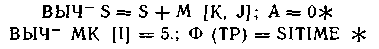 ВЫЧ⁻ S = S + M [K, J]; A = 0*
ВЫЧ⁻ MK [I] = 5.; Ф (TP) = SITIME *